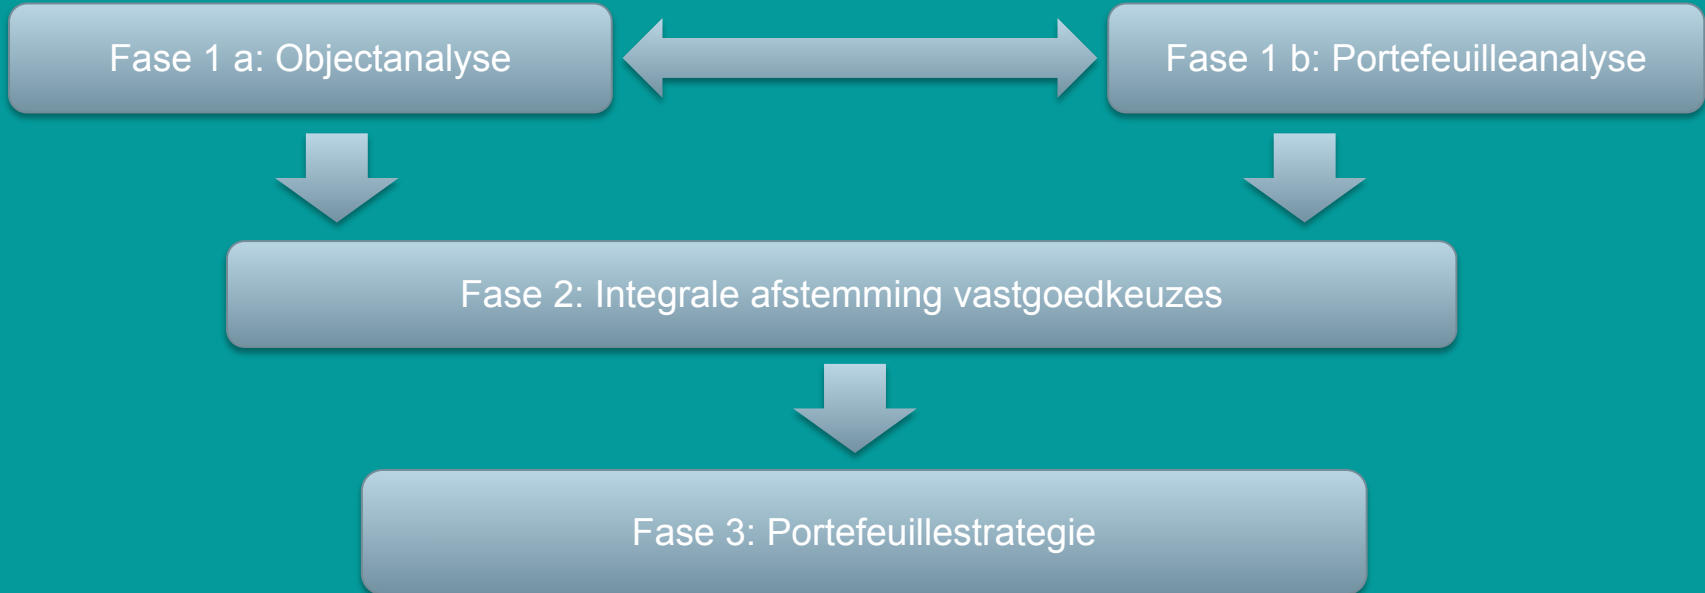 Fase 1 a: Objectanalyse
Fase 1 b: Portefeuilleanalyse
Fase 2: Integrale afstemming vastgoedkeuzes
Fase 3: Portefeuillestrategie